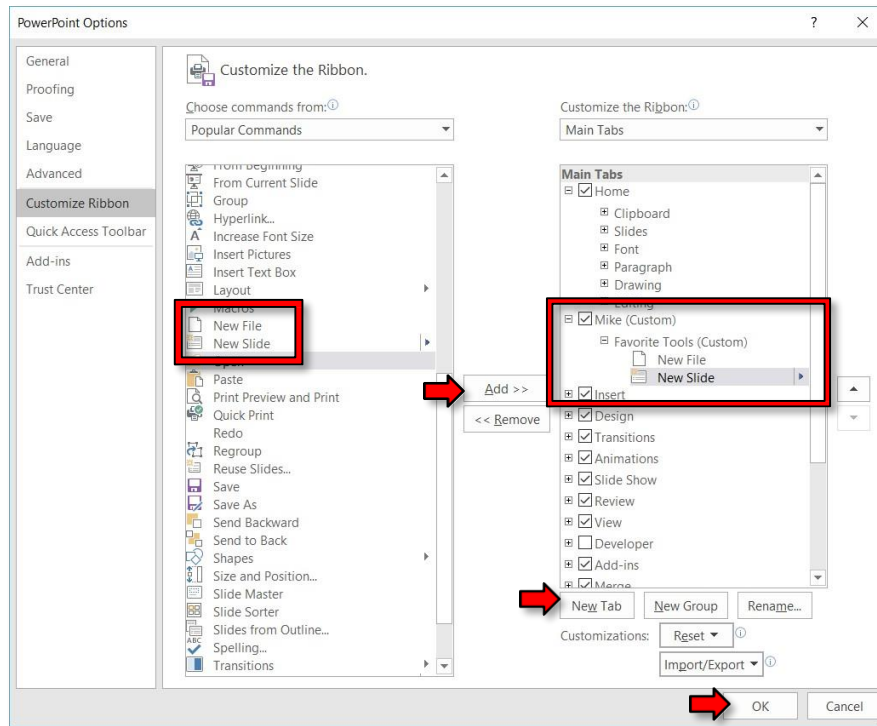 PowerPoint Options
?
General
Proofing
Save
Language
Advanced
Customize Ribbon
Quick Access Toolbar
Add-ins
Trust Center
Customize the Ribbon.
Choose commands from:
Popular Commands
From Beginning
From Current Slide
Group
Hyperlink...
Increase Font Size
Insert Pictures
Insert Text Box
Layout
Macros
New File
New Slide
Open
Paste
Print Preview and Print
Quick Print
Redo
Regroup
Reuse Slides...
Save
Save As
Send Backward
Send to Back
Shapes
Size and Position...
Slide Master
Slide Sorter
Slides from Outline...
Spelling...
Transitions
Add >>
<< Remove
Customize the Ribbon:
Main Tabs
Main Tabs
Home
Clipboard
Slides
Font
Paragraph
Drawing
Editing
Mike (Custom)
Favorite Tools (Custom)
New File
New Slide
Insert
Design
Transitions
Animations
Slide Show
Review
View
Developer
Add-ins
Merge
New Tab
New Group
Rename...
Customizations:
Reset
Import/Export
OK
Cancel